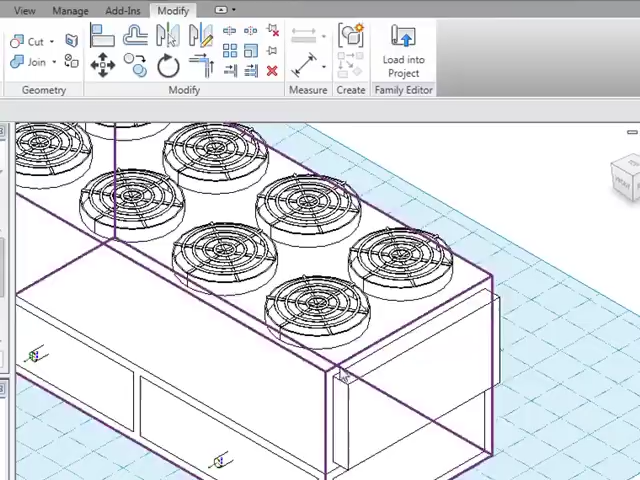 View Manage Add-Ins Modify
Cut
Join
Load into
Project
Geometry Modify Measure Create Family Editor